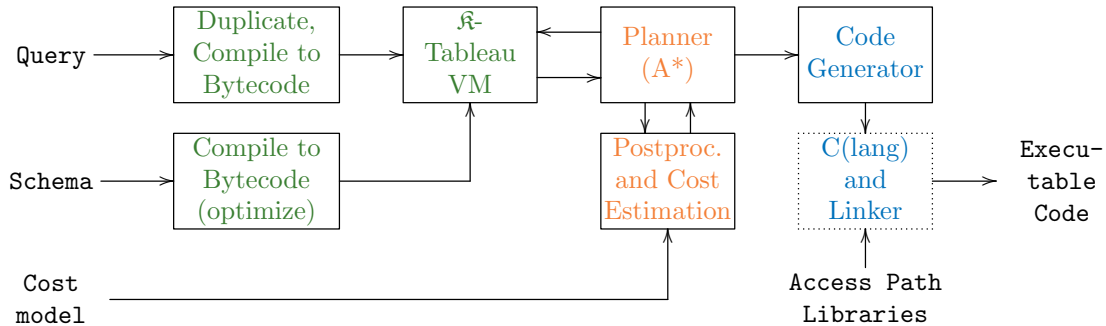 Query
Duplicate,
Compile to
Bytecode
𝕶-
Tableau
VM
Planner
(A*)
Code
Generator
Schema
Compile to
Bytecode
(optimize)
Postproc.
and Cost
Estimation
C(lang)
and
Linker
Execu-
table
Code
Cost
model
Access Path
Libraries